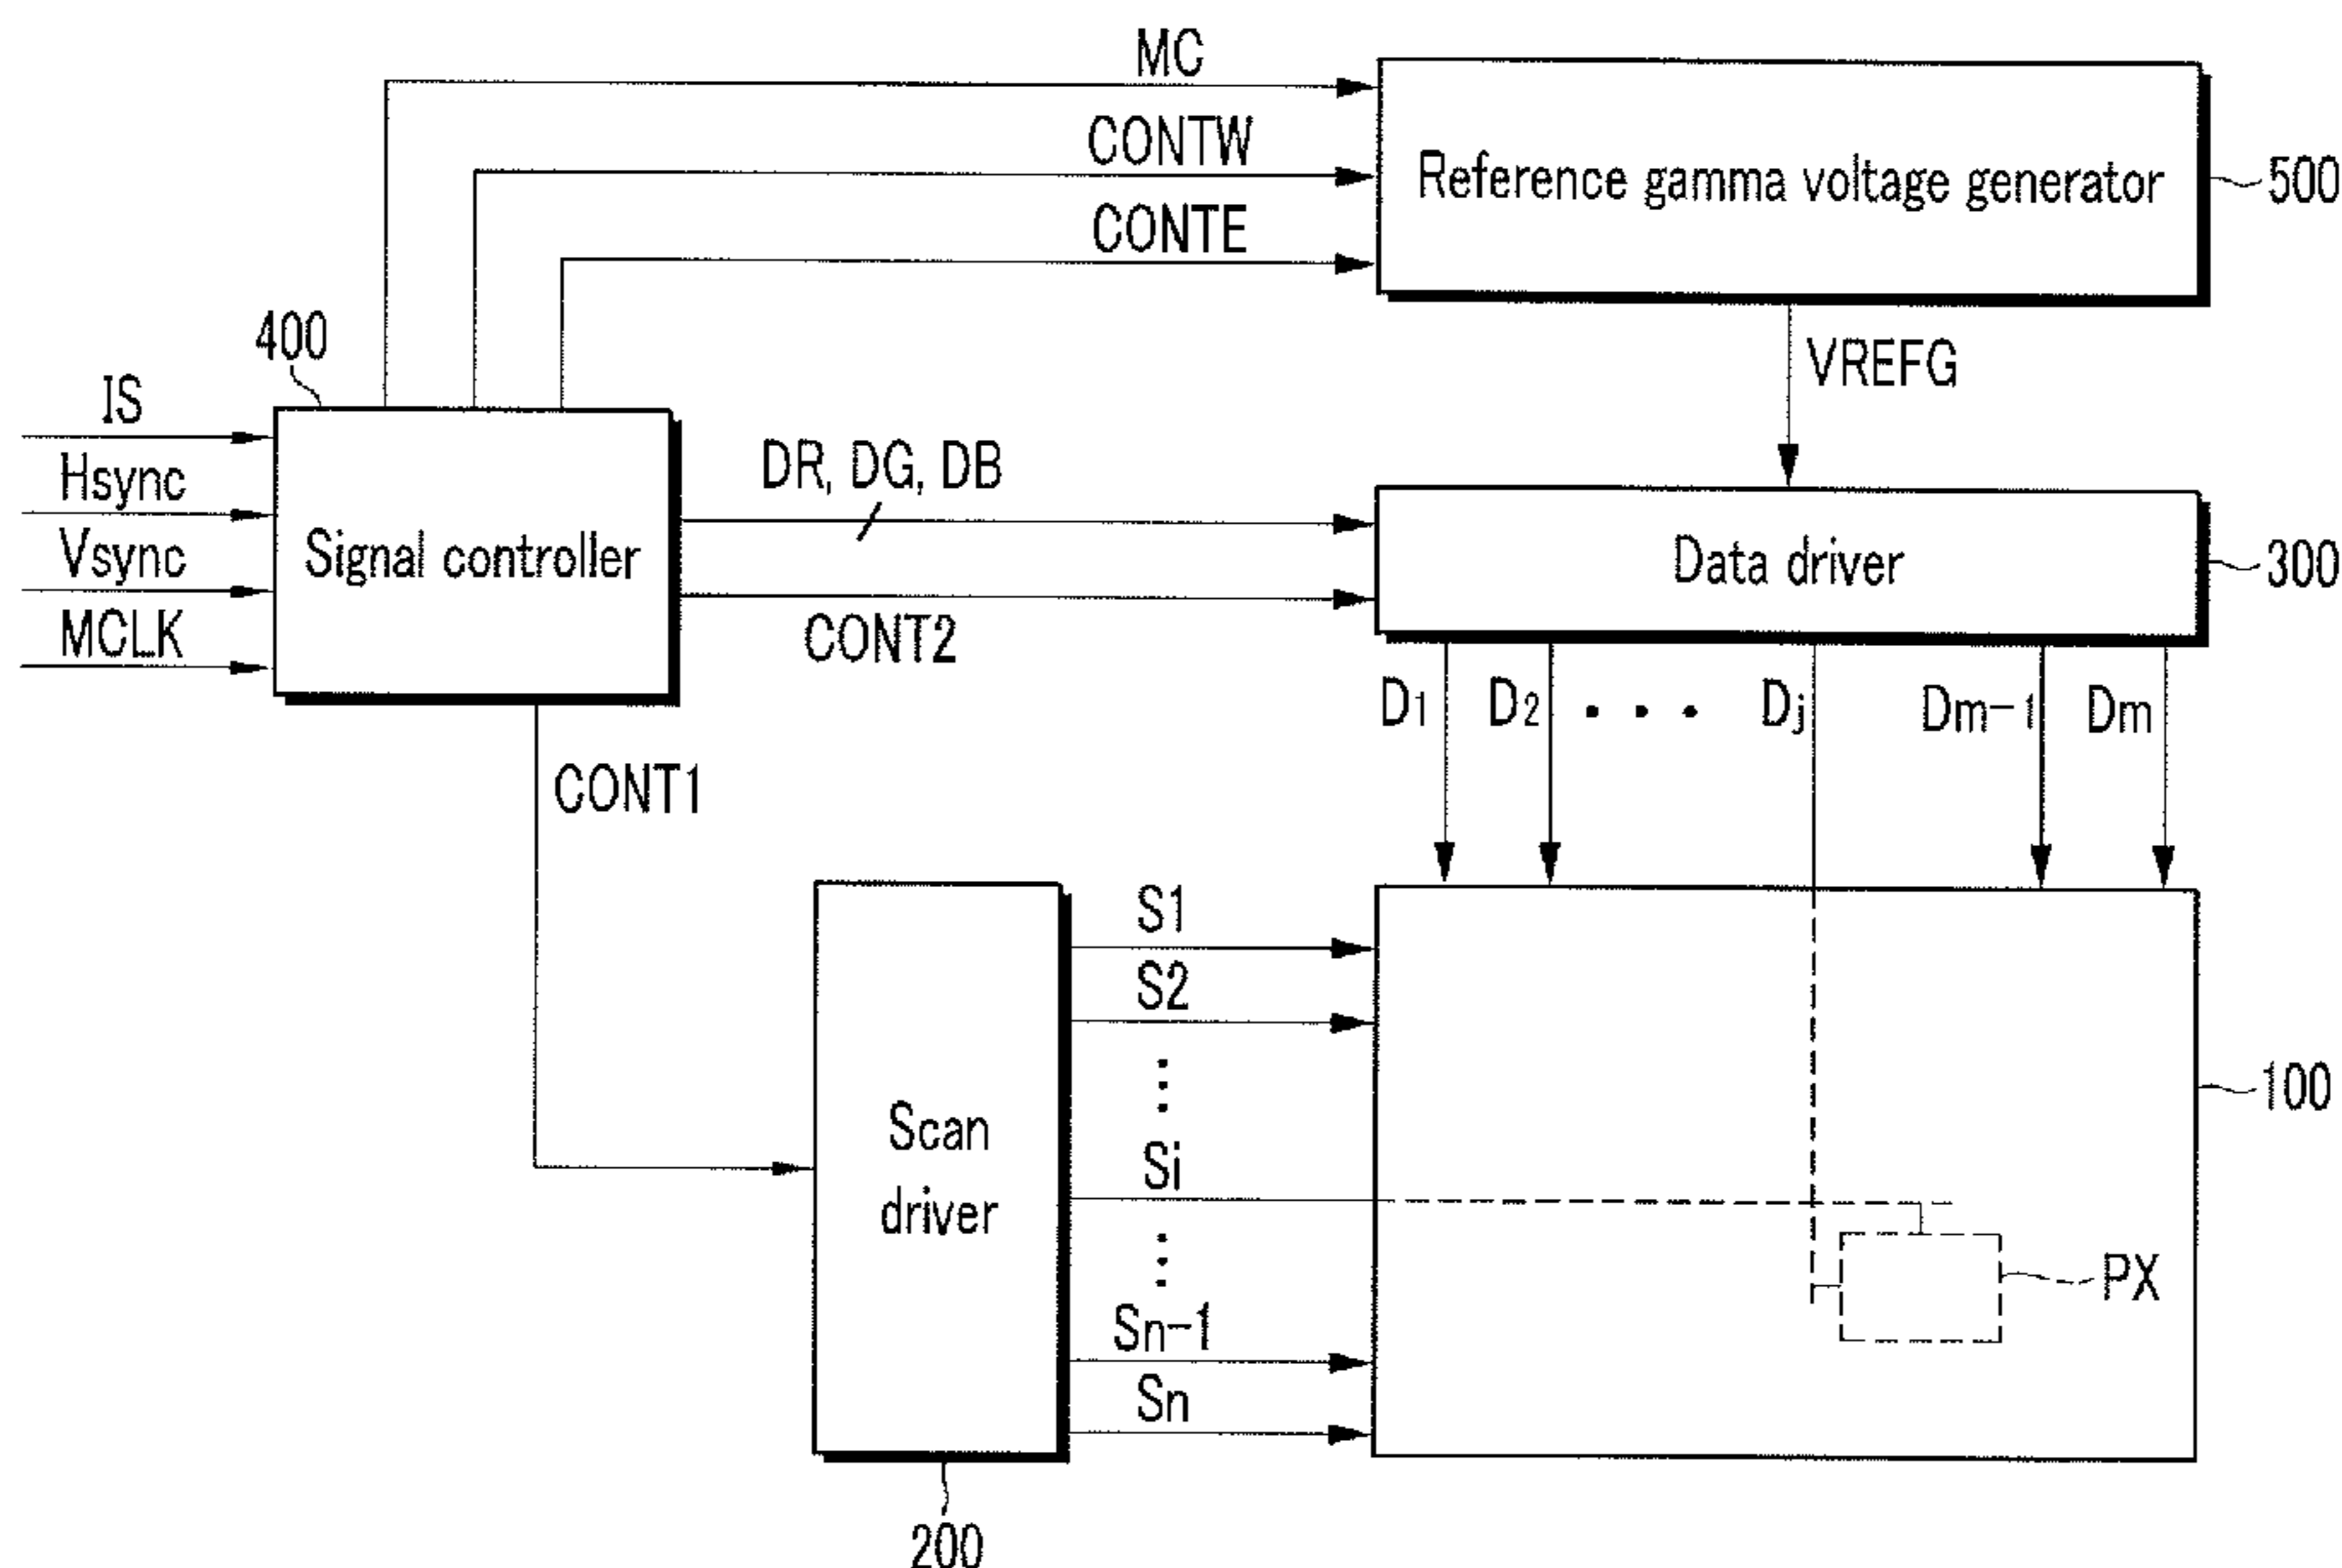 MC
CONTW
Reference gamma voltage generator
500
CONTE
400
VREFG
IS
Hsync
Vsync
MCLK
Signal controller
DR, DG, DB
CONT2
Data driver
300
D1
D2
• • •
Dj
Dm-1
Dm
CONT1
S1
S2
Scan
driver
Si
Sn-1
Sn
100
PX
200